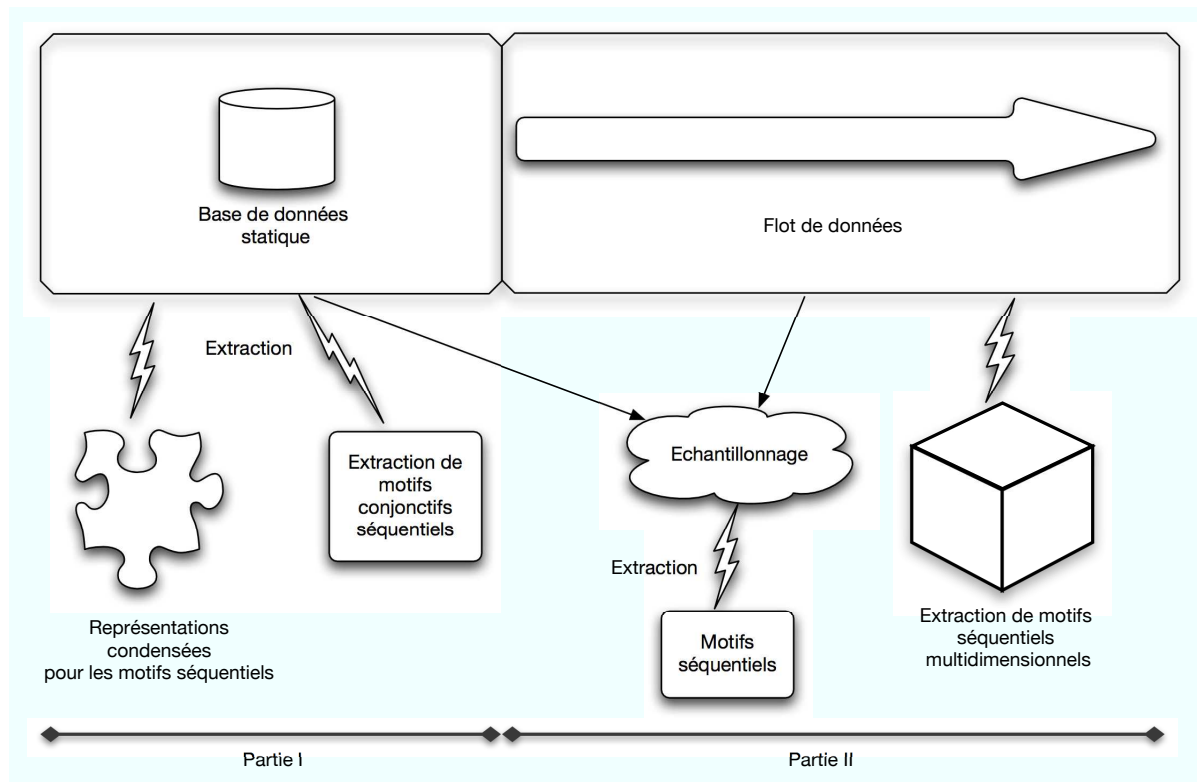 Base de données
statique
Flot de données
Extraction
Extraction de
motifs
conjonctifs
séquentiels
Echantillonnage
Extraction
Représentations
condensées
pour les motifs séquentiels
Motifs
séquentiels
Extraction de motifs
séquentiels
multidimensionnels
Partie I
Partie II